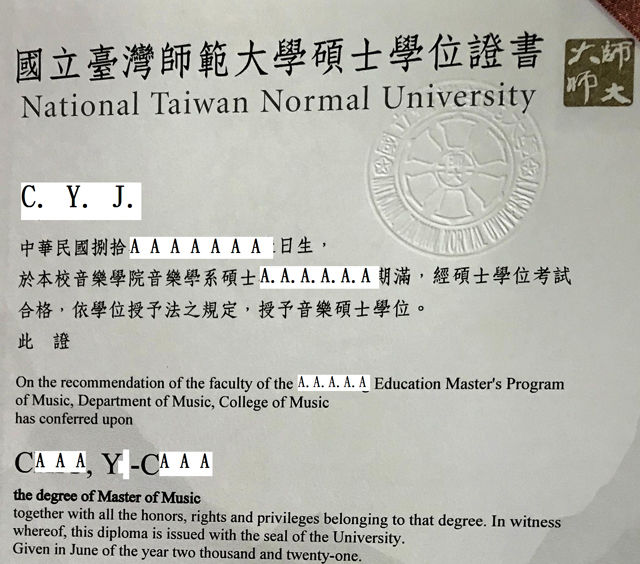 國立臺灣師範大學碩士學位證書
National Taiwan Normal University
師大
大師
C. Y. J.
中華民國捌拾A A A A A A A日生，
於本校音樂學院音樂學系碩士A.A.A.A.A.A期滿，經碩士學位考試
合格，依學位授予法之規定，授予音樂碩士學位。
此 證
On the recommendation of the faculty of the A.A.A.A.A Education Master's Program
of Music, Department of Music, College of Music
has conferred upon
CA A A, Y -CA A A
the degree of Master of Music
together with all the honors, rights and privileges belonging to that degree. In witness
whereof, this diploma is issued with the seal of the University.
Given in June of the year two thousand and twenty-one.